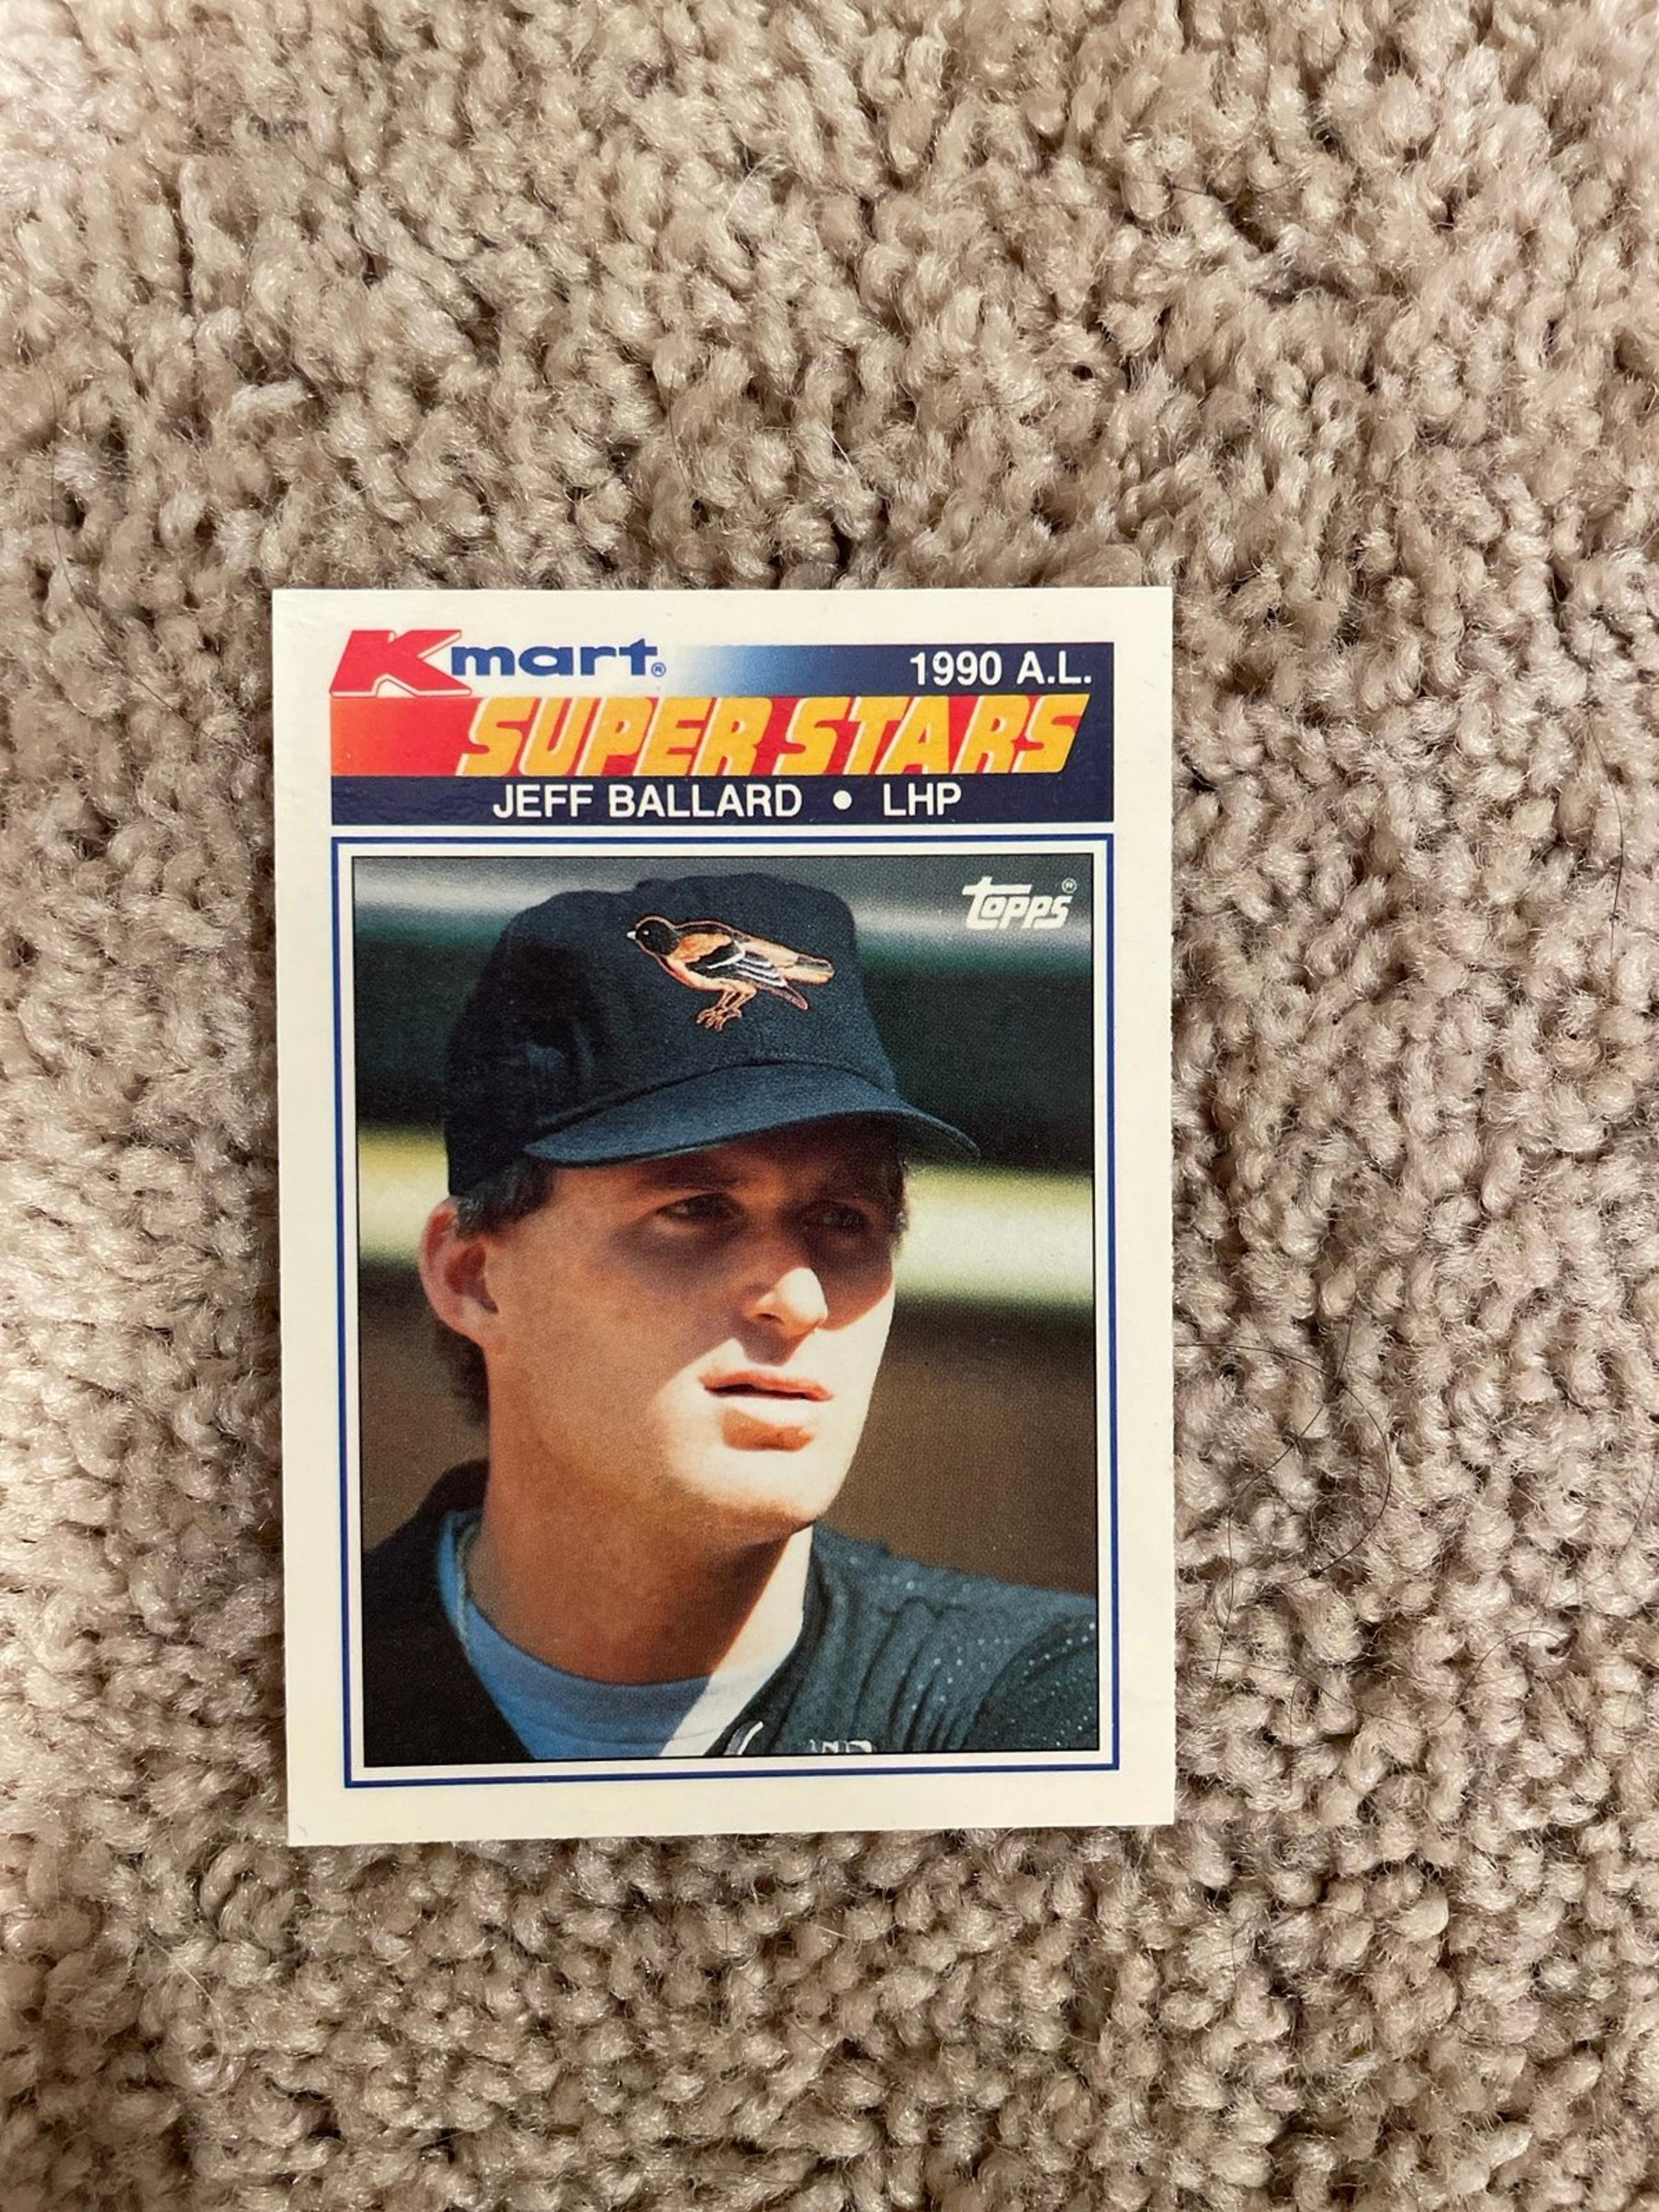 Kmart®
1990 A.L.
SUPER STARS
JEFF BALLARD • LHP
Topps®